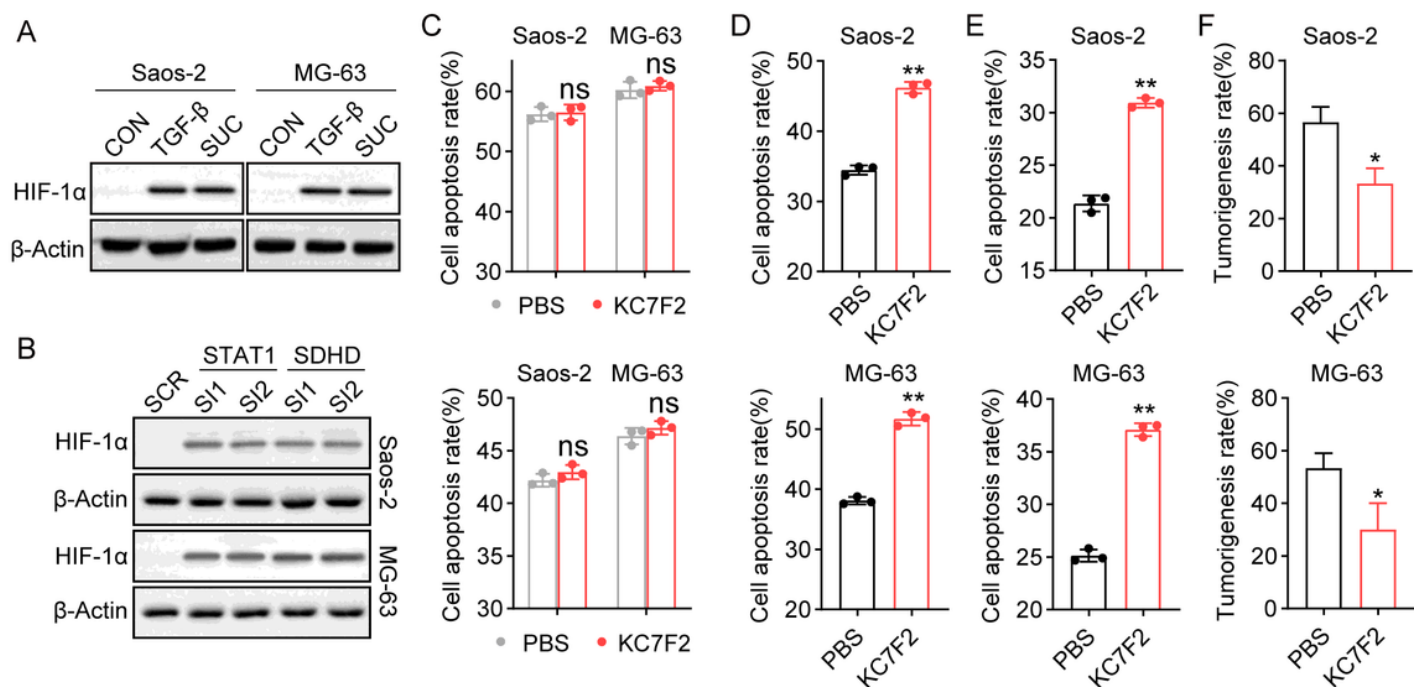 A
Saos-2 MG-63
CON TGF-β SUC CON TGF-β SUC
HIF-1α
β-Actin
B
STAT1 SDHD
SCR SI1 SI2 SI1 SI2
HIF-1α
β-Actin
Saos-2
HIF-1α
β-Actin
MG-63
C
Saos-2 MG-63
Cell apoptosis rate(%)
60
50
40
30
ns ns
PBS KC7F2
Saos-2 MG-63
Cell apoptosis rate(%)
50
45
40
35
30
ns ns
PBS KC7F2
D
Saos-2
Cell apoptosis rate(%)
50
40
30
20
**
PBS KC7F2
MG-63
Cell apoptosis rate(%)
50
40
30
20
**
PBS KC7F2
E
Saos-2
Cell apoptosis rate(%)
35
30
25
20
15
**
PBS KC7F2
MG-63
Cell apoptosis rate(%)
40
35
30
25
20
**
PBS KC7F2
F
Saos-2
Tumorigenesis rate(%)
80
60
40
20
0
*
PBS KC7F2
MG-63
Tumorigenesis rate(%)
80
60
40
20
0
*
PBS KC7F2